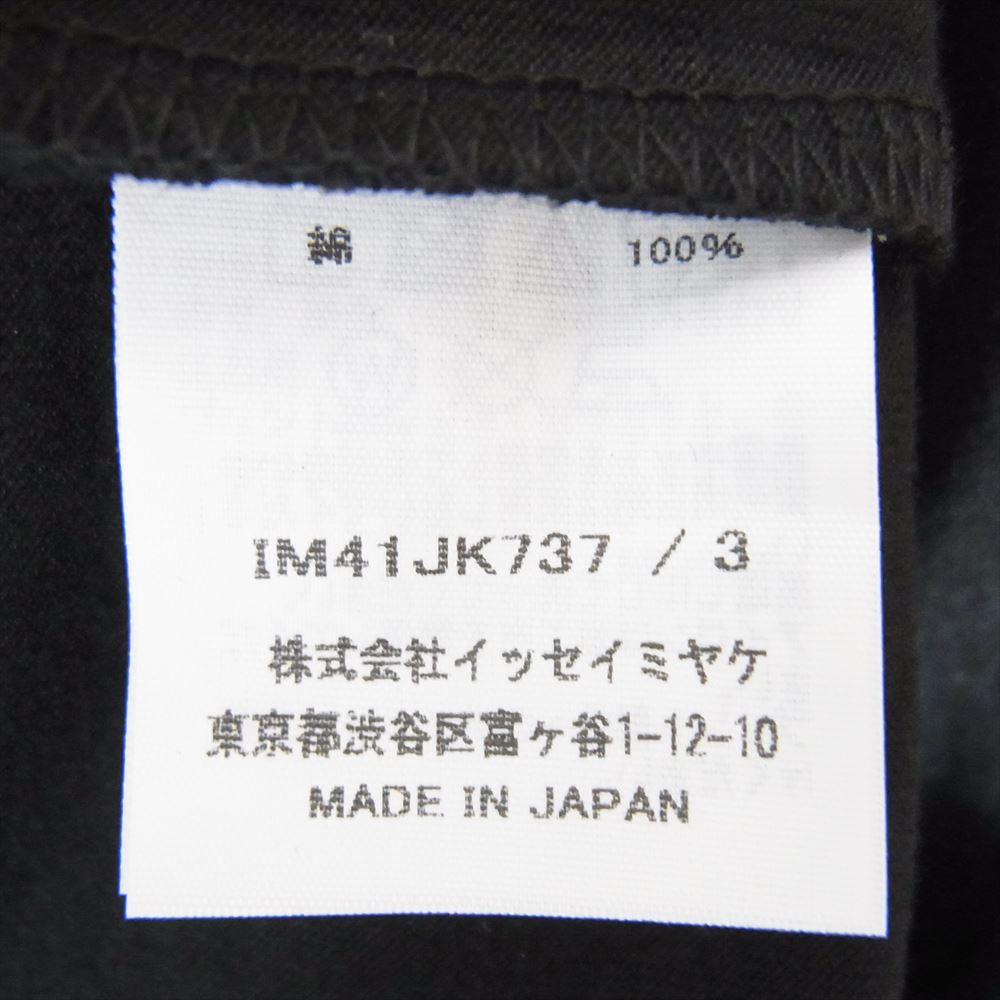 綿 100%
IM41JK737 / 3
株式会社イッセイミヤケ
東京都渋谷区富ヶ谷1-12-10
MADE IN JAPAN